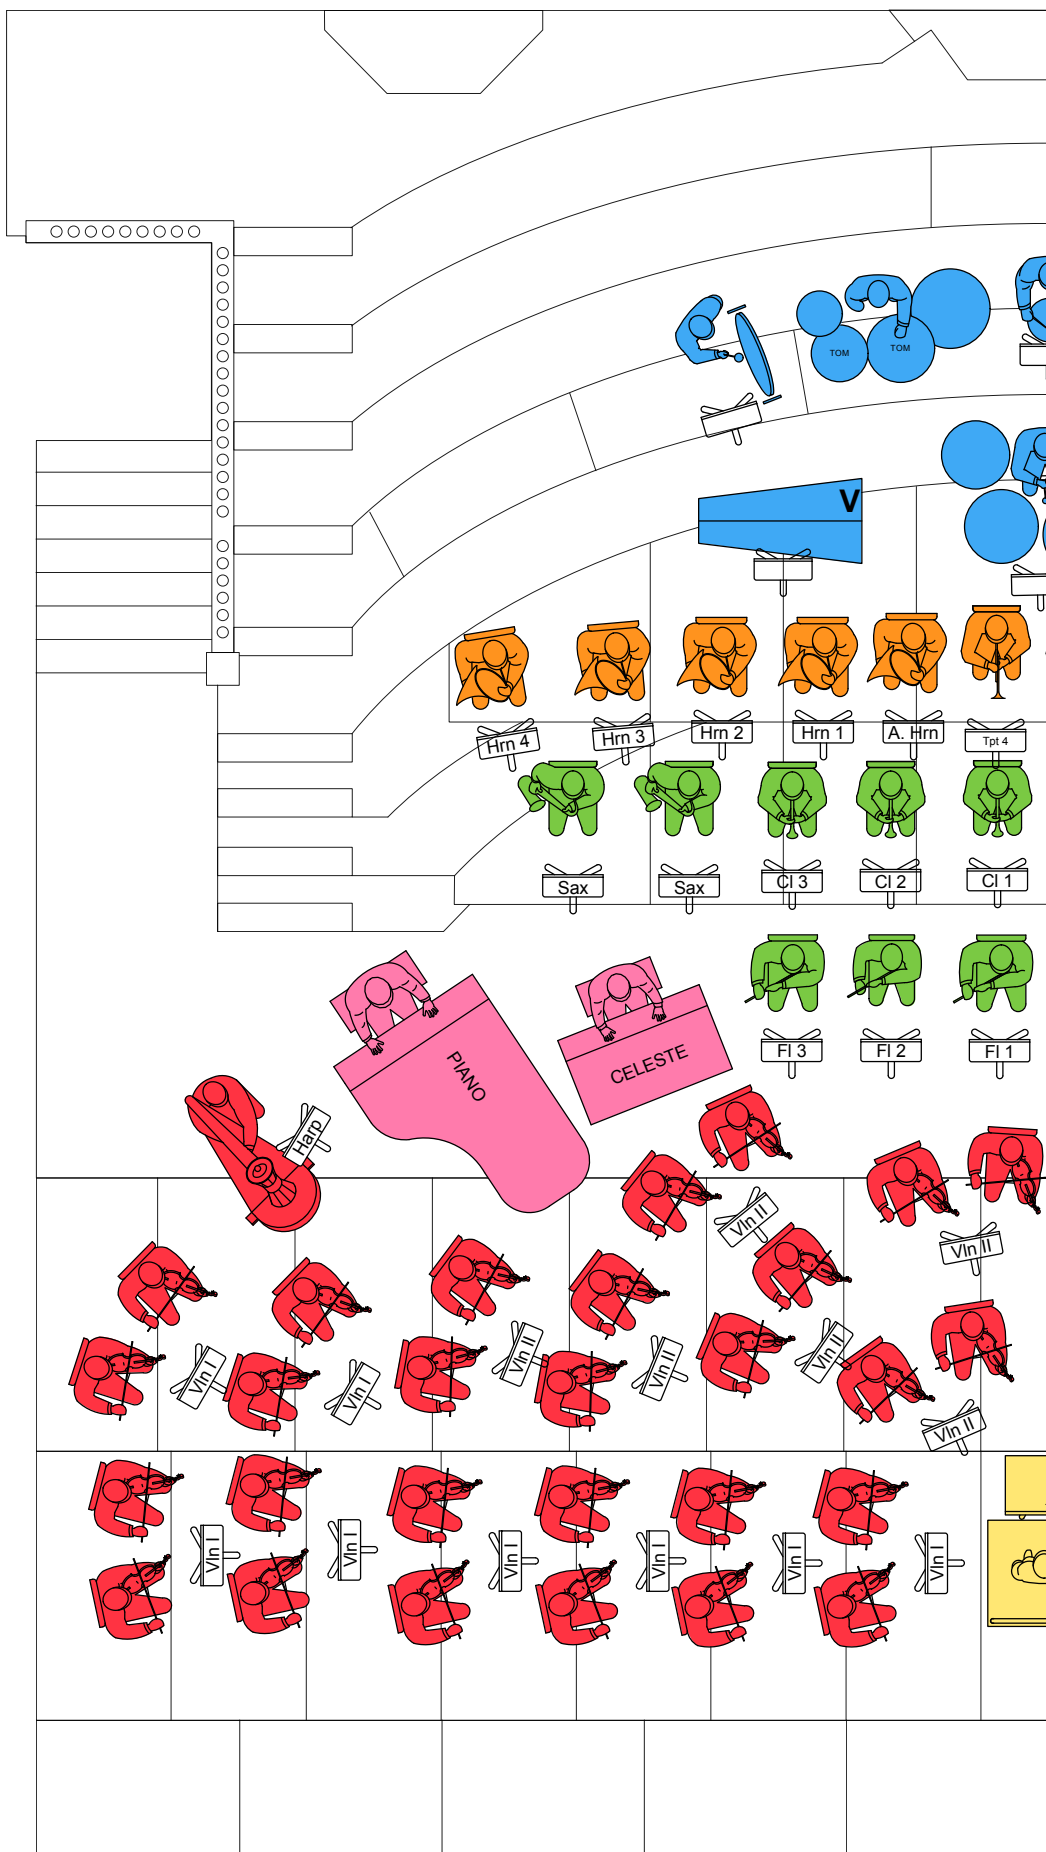 TOM
TOM
V
Hrn 4
Hrn 3
Hrn 2
Hrn 1
A. Hrn
Tpt 4
Sax
Sax
Cl 3
Cl 2
Cl 1
Fl 3
Fl 2
Fl 1
PIANO
CELESTE
Harp
Vln II
Vln II
Vln I
Vln I
Vln II
Vln II
Vln II
Vln II
Vln I
Vln I
Vln I
Vln I
Vln I
Vln I